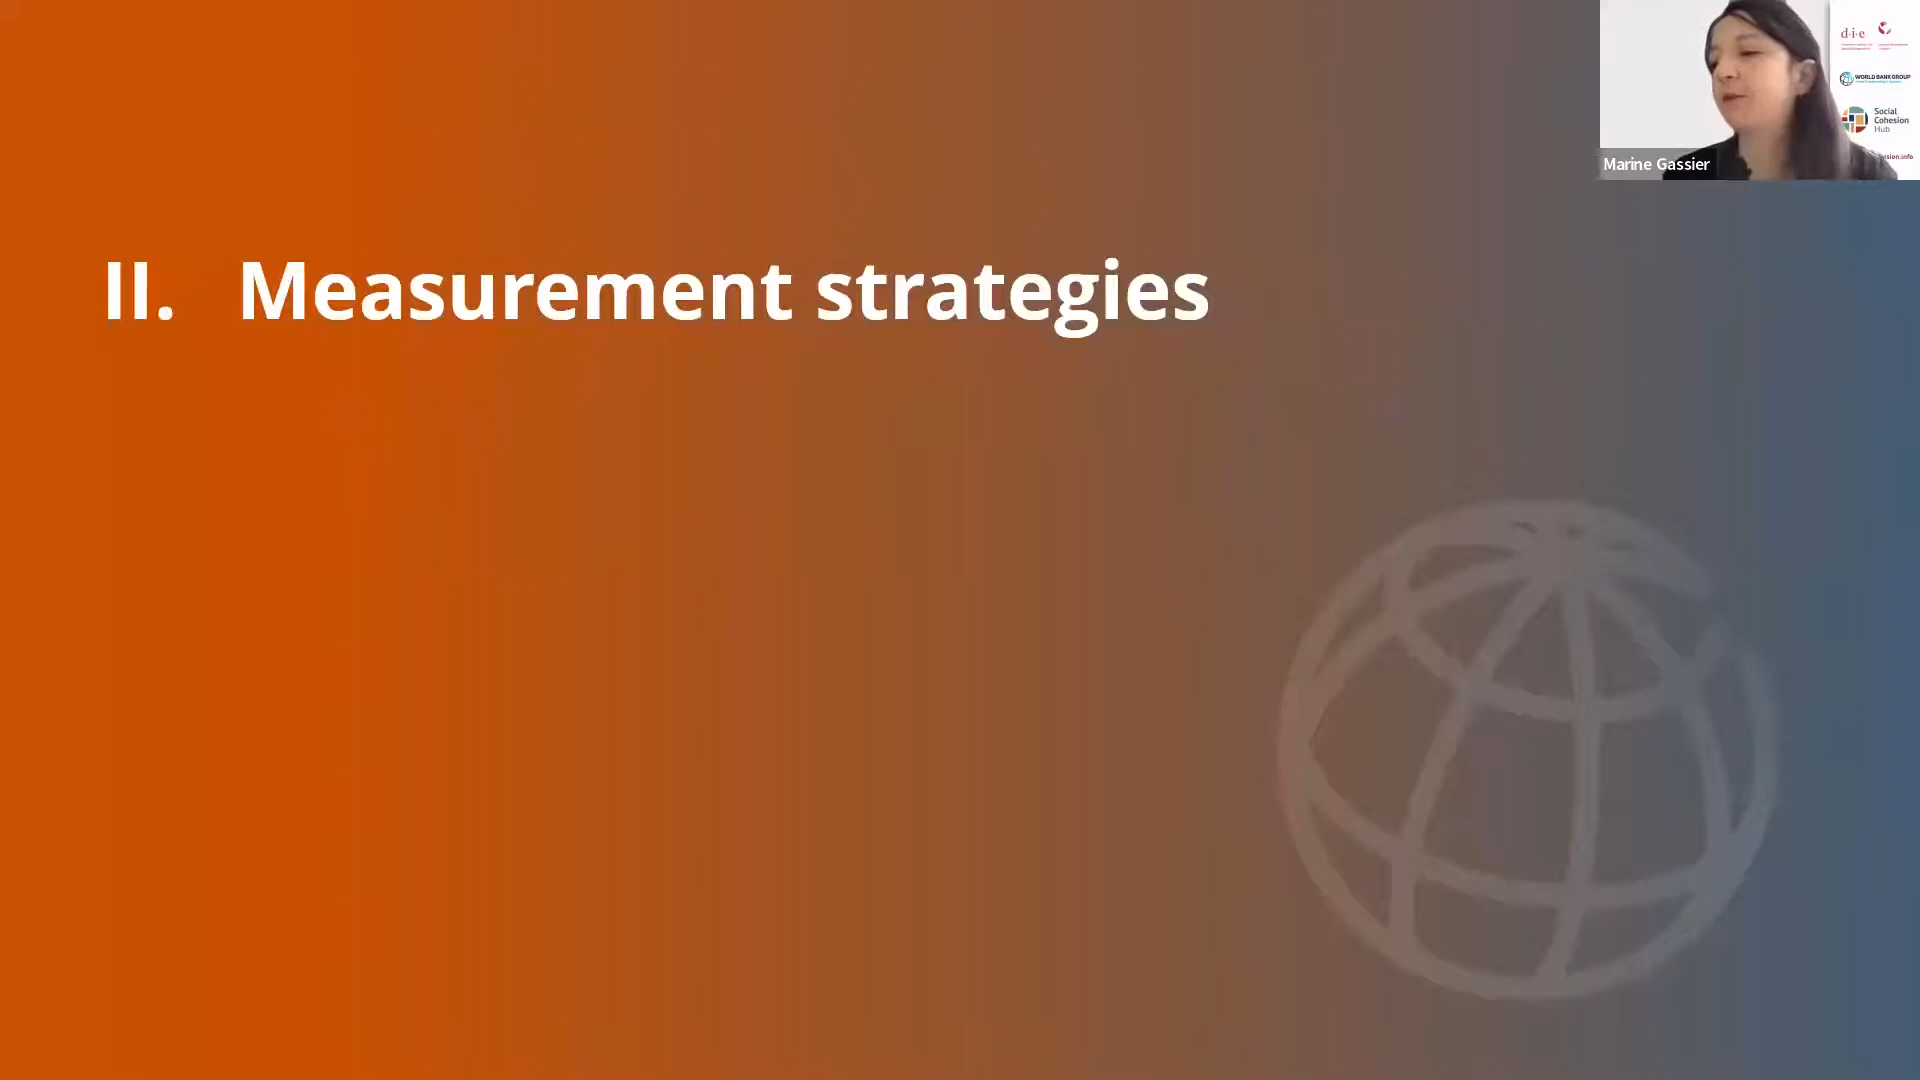 II. Measurement strategies
d·i·e
WORLD BANK GROUP
Social
Cohesion
Hub
Marine Gassier